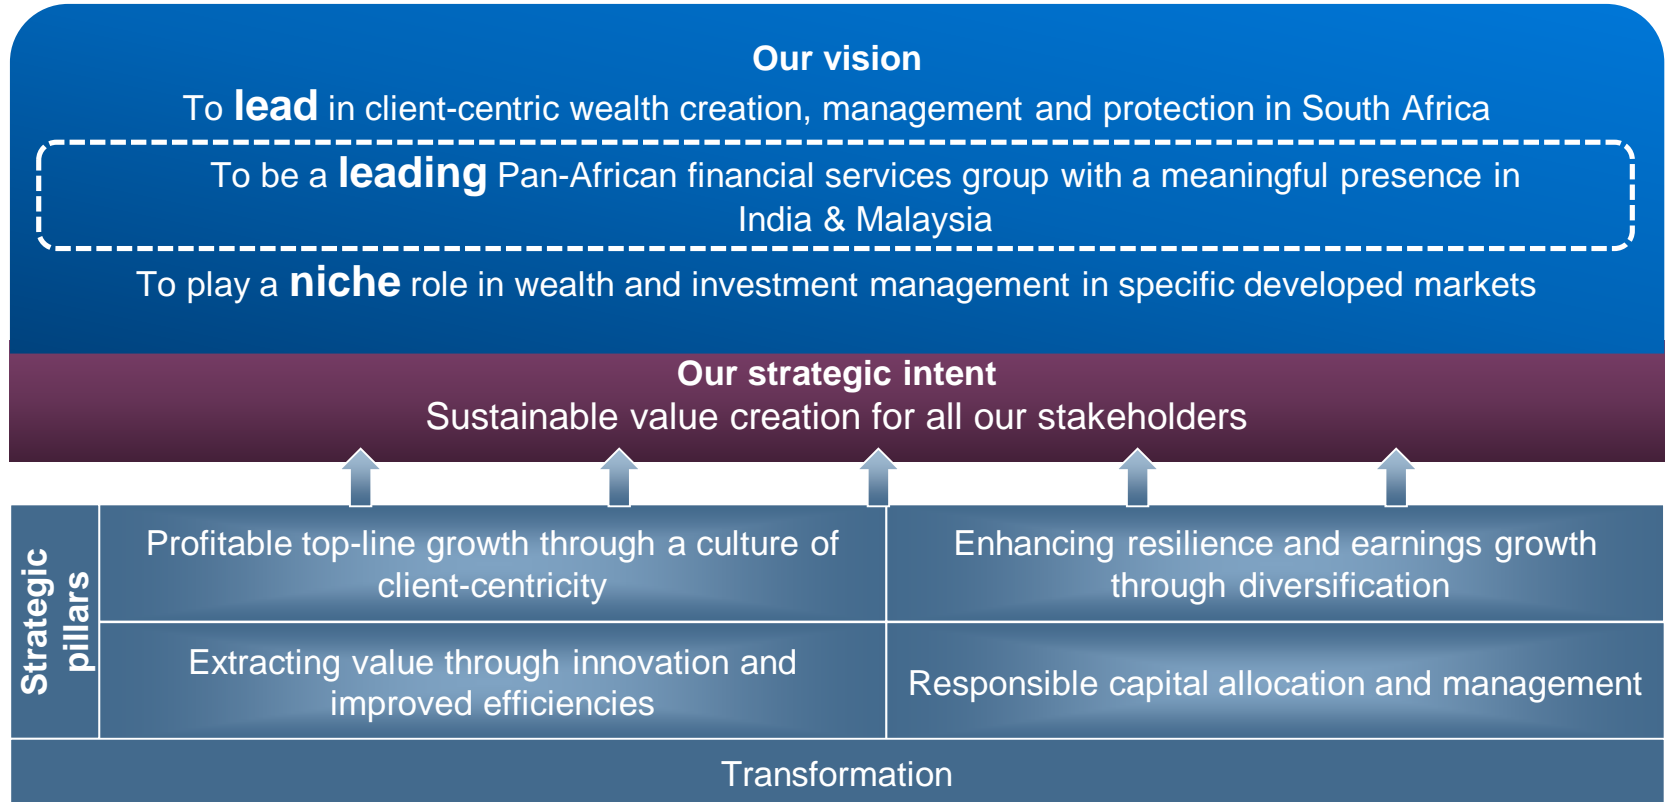 Our vision
To lead in client-centric wealth creation, management and protection in South Africa
To be a leading Pan-African financial services group with a meaningful presence in
India & Malaysia
To play a niche role in wealth and investment management in specific developed markets
Our strategic intent
Sustainable value creation for all our stakeholders
Strategic
pillars
Profitable top-line growth through a culture of
client-centricity
Enhancing resilience and earnings growth
through diversification
Extracting value through innovation and
improved efficiencies
Responsible capital allocation and management
Transformation